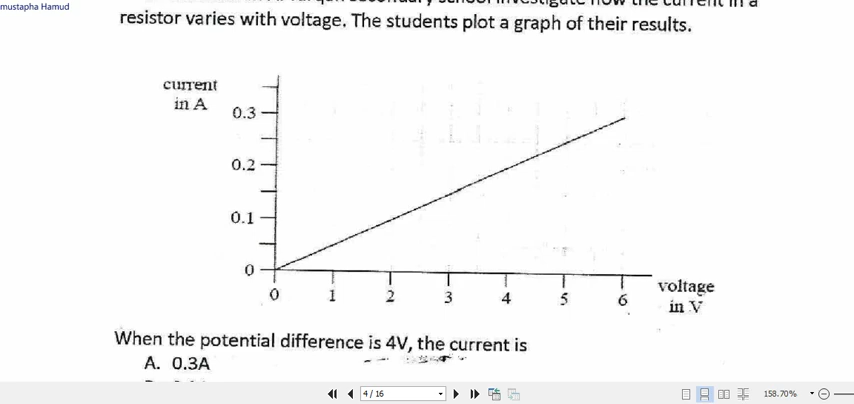 mustapha Hamud
resistor varies with voltage. The students plot a graph of their results.
current
in A
0.3
0.2
0.1
0
0 1 2 3 4 5 6
voltage
in V
When the potential difference is 4V, the current is
A. 0.3A
4 / 16
158.70%